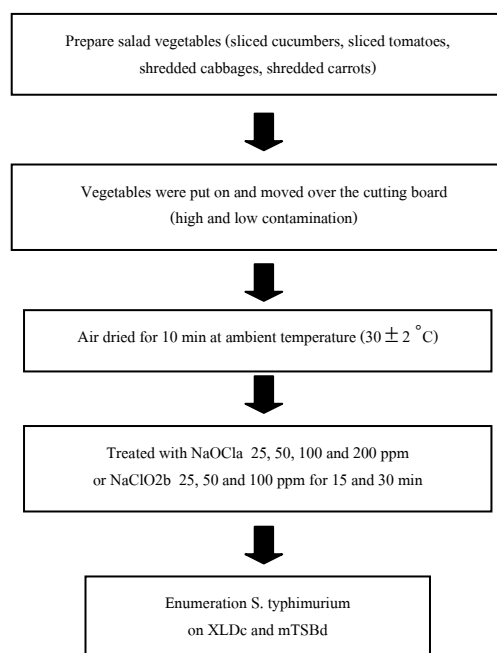 Prepare salad vegetables (sliced cucumbers, sliced tomatoes,
shredded cabbages, shredded carrots)
Vegetables were put on and moved over the cutting board
(high and low contamination)
Air dried for 10 min at ambient temperature (30 ± 2 °C)
Treated with NaOCla 25, 50, 100 and 200 ppm
or NaClO2b 25, 50 and 100 ppm for 15 and 30 min
Enumeration S. typhimurium
on XLDc and mTSBd